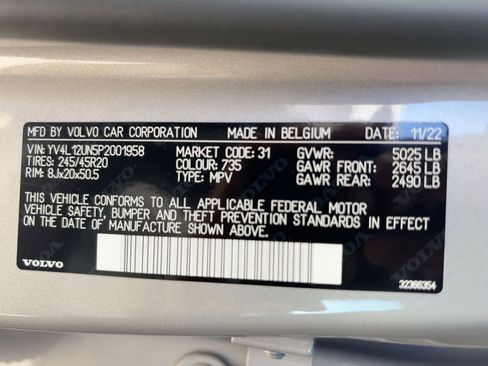 MFD BY VOLVO CAR CORPORATION MADE IN BELGIUM DATE: 11/22
VIN: YV4L12UN5P2001958 MARKET CODE: 31 GVWR: 5025 LB
TIRES: 245/45R20 COLOUR: 735 GAWR FRONT: 2645 LB
RIM: 8Jx20x50.5 TYPE: MPV GAWR REAR: 2490 LB
THIS VEHICLE CONFORMS TO ALL APPLICABLE FEDERAL MOTOR
VEHICLE SAFETY, BUMPER AND THEFT PREVENTION STANDARDS IN EFFECT
ON THE DATE OF MANUFACTURE SHOWN ABOVE.
VOLVO
32366354